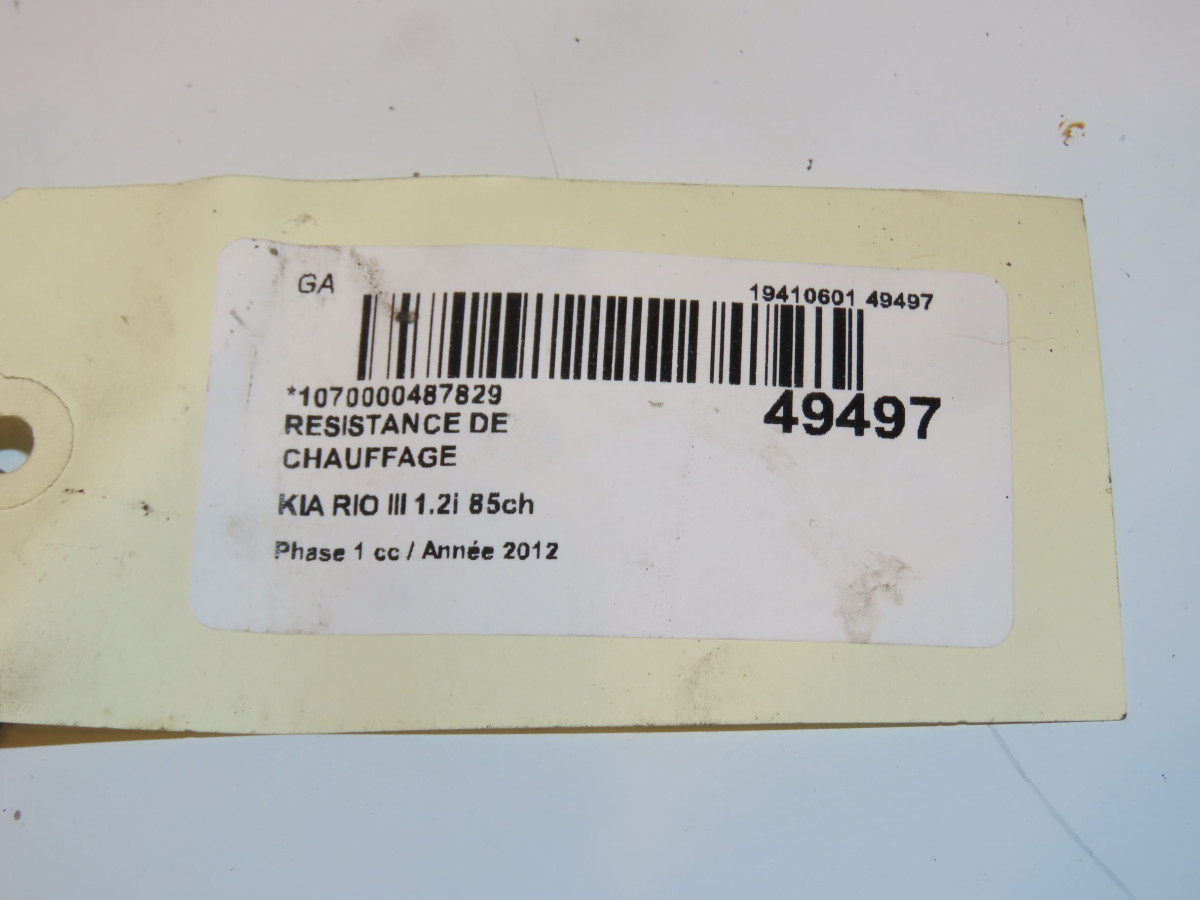 GA
19410601 49497
*1070000487829
49497
RESISTANCE DE
CHAUFFAGE
KIA RIO III 1.2i 85ch
Phase 1 cc / Année 2012